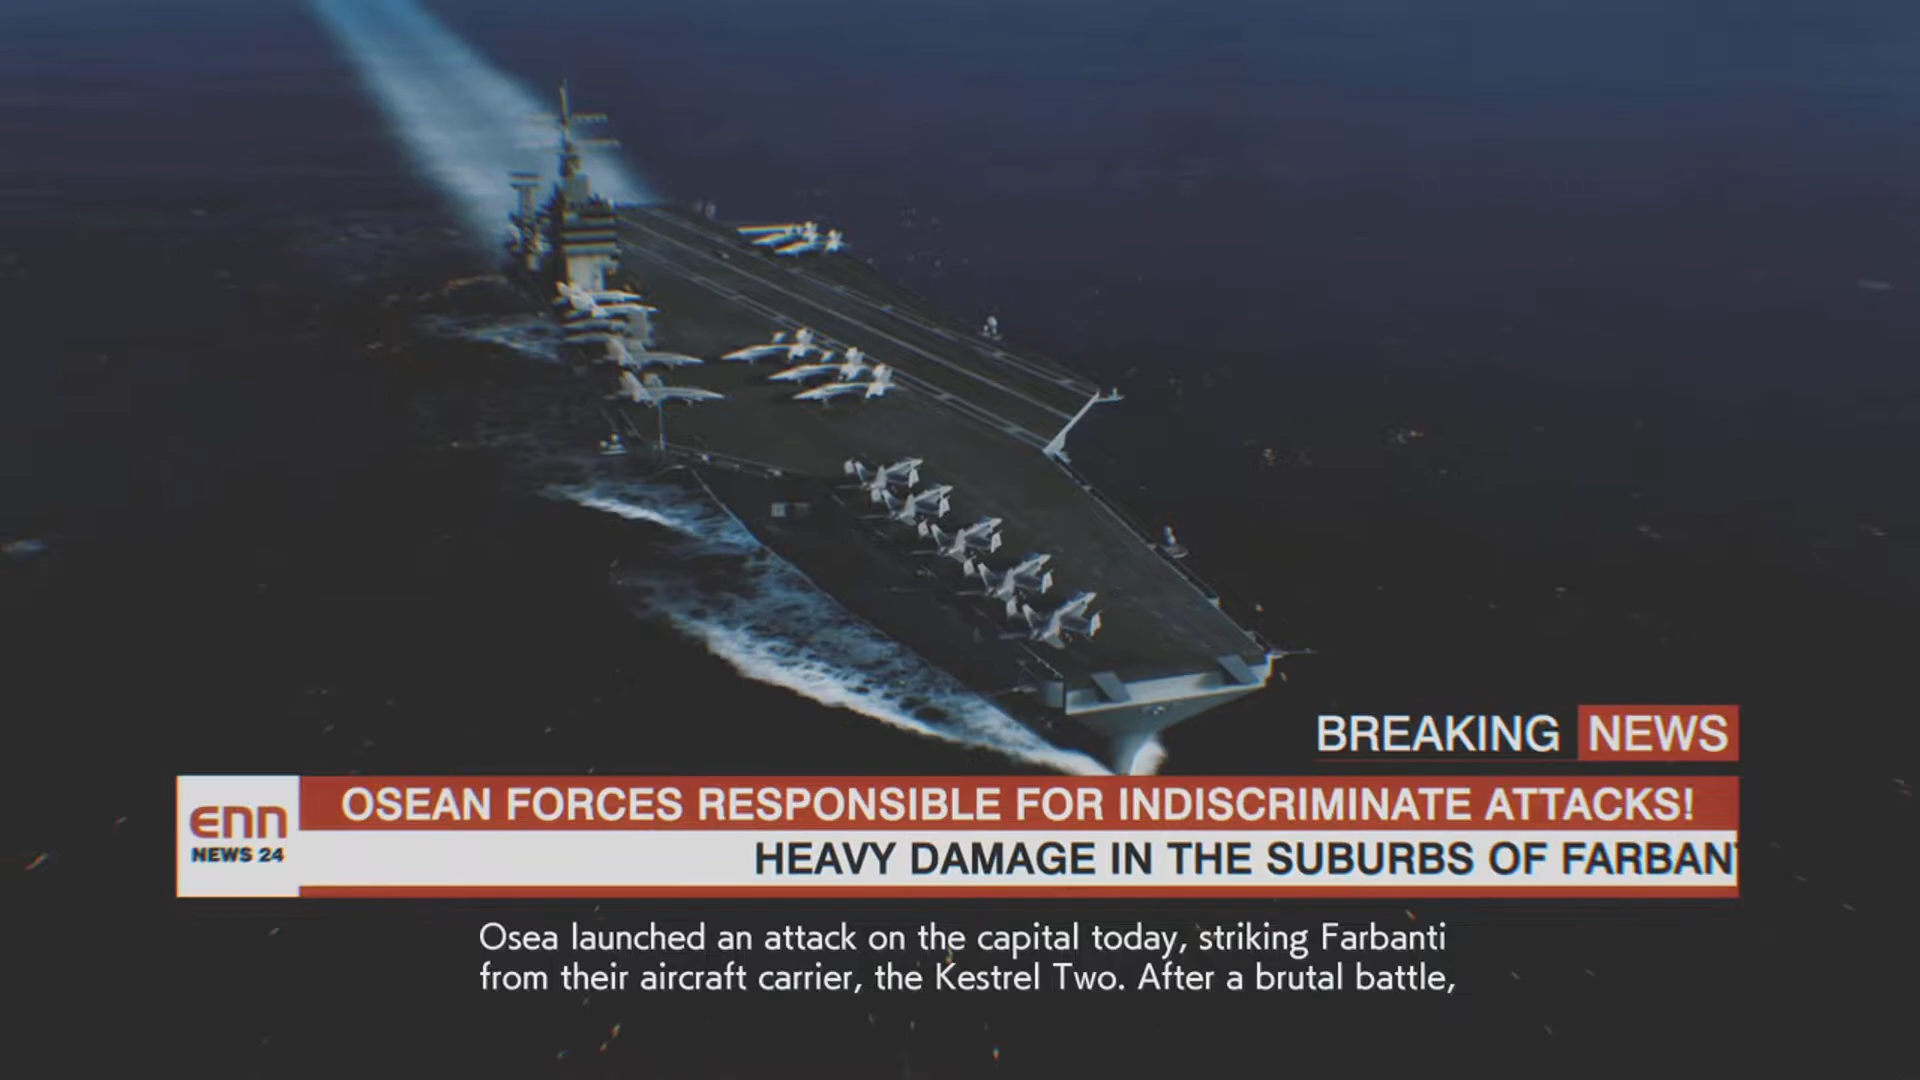 BREAKING NEWS
OSEAN FORCES RESPONSIBLE FOR INDISCRIMINATE ATTACKS!
enn
NEWS 24
HEAVY DAMAGE IN THE SUBURBS OF FARBAN
Osea launched an attack on the capital today, striking Farbanti
from their aircraft carrier, the Kestrel Two. After a brutal battle,